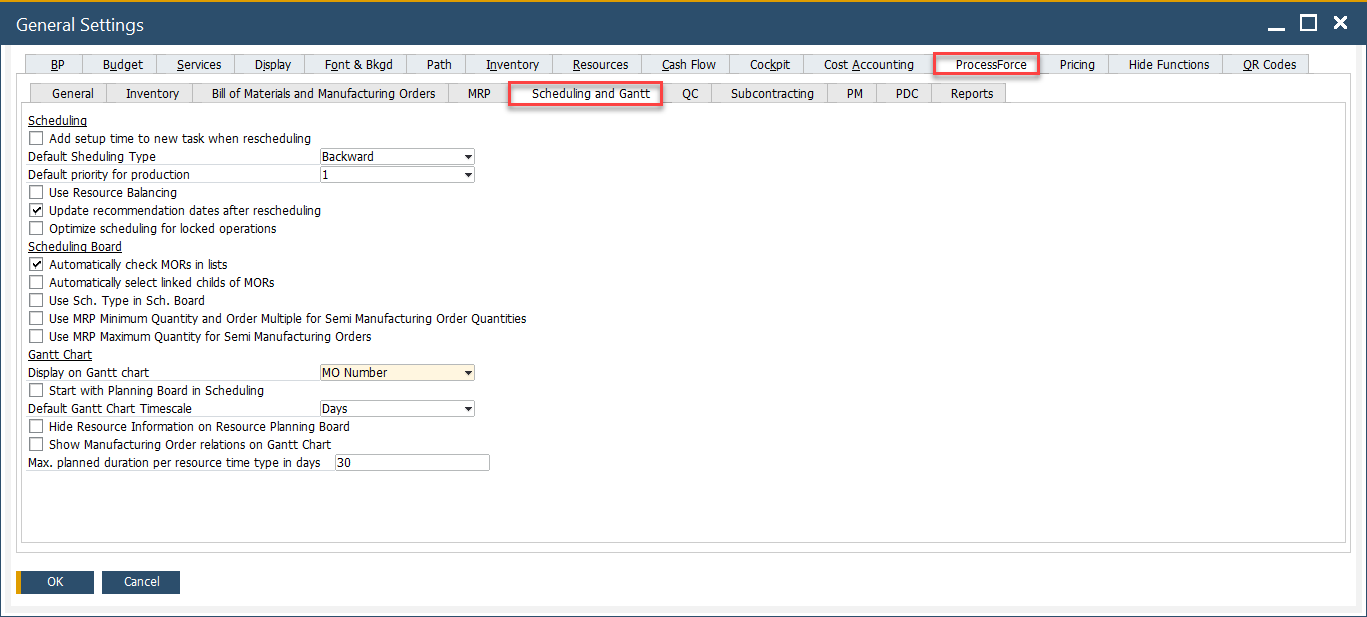 General Settings
BP Budget Services Display Font & Bkgd Path Inventory Resources Cash Flow Cockpit Cost Accounting ProcessForce Pricing Hide Functions QR Codes
General Inventory Bill of Materials and Manufacturing Orders MRP Scheduling and Gantt QC Subcontracting PM PDC Reports
Scheduling
Add setup time to new task when rescheduling
Default Sheduling Type Backward
Default priority for production 1
Use Resource Balancing
Update recommendation dates after rescheduling
Optimize scheduling for locked operations
Scheduling Board
Automatically check MORs in lists
Automatically select linked childs of MORs
Use Sch. Type in Sch. Board
Use MRP Minimum Quantity and Order Multiple for Semi Manufacturing Order Quantities
Use MRP Maximum Quantity for Semi Manufacturing Orders
Gantt Chart
Display on Gantt chart MO Number
Start with Planning Board in Scheduling
Default Gantt Chart Timescale Days
Hide Resource Information on Resource Planning Board
Show Manufacturing Order relations on Gantt Chart
Max. planned duration per resource time type in days 30
OK Cancel